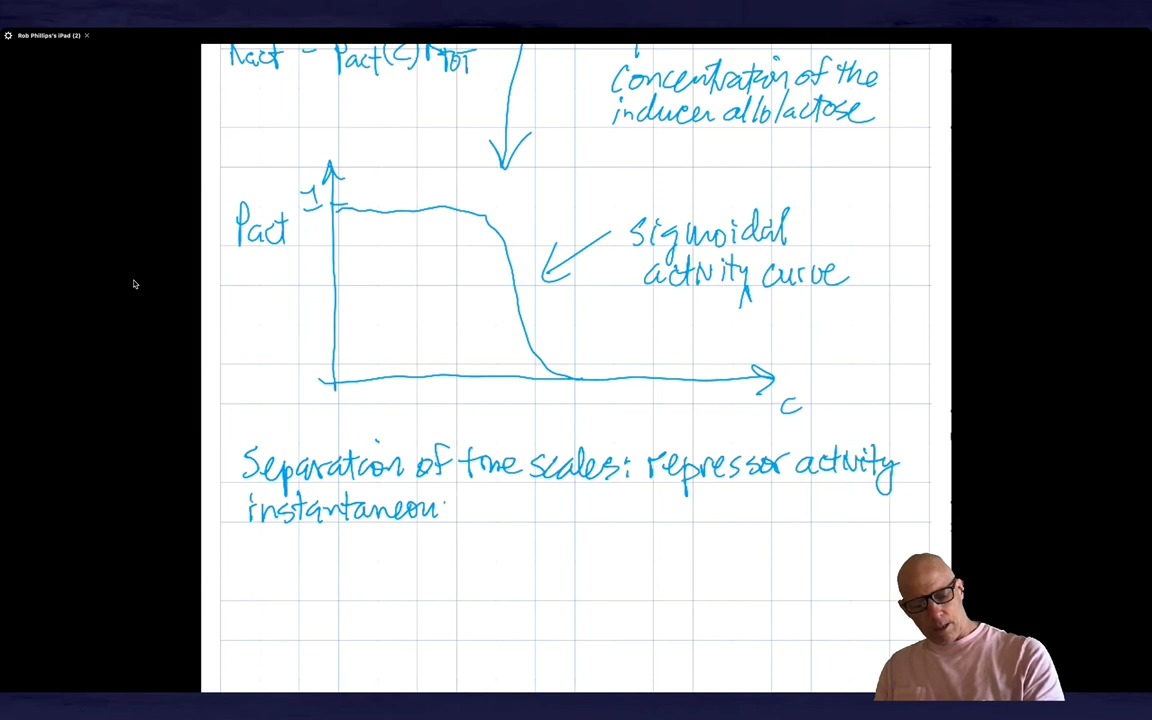 Rob Phillips's iPad (2)
Ract = Pact(C) RTOT
Concentration of the
inducer allolactose
1
Pact
sigmoidal
activity curve
C
Separation of time scales: repressor activity
instantaneou